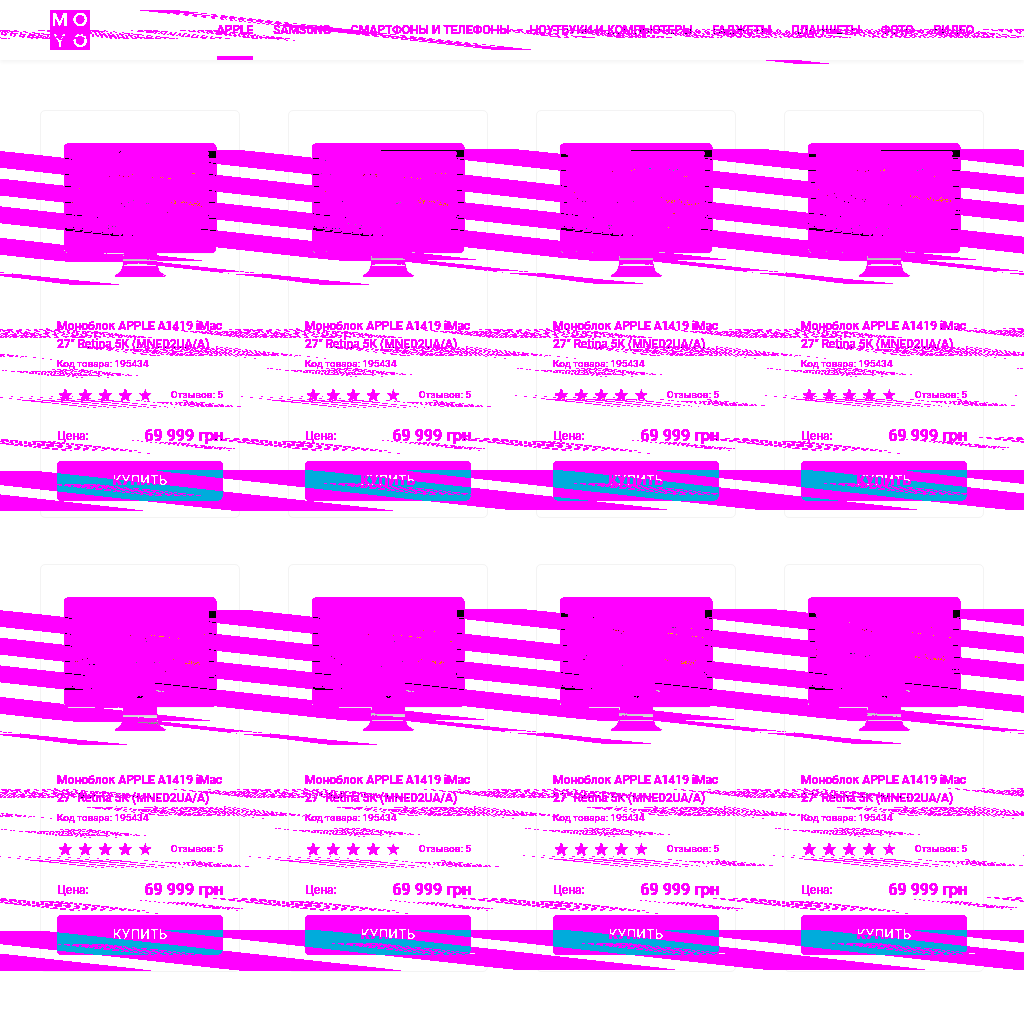 MO
YO
APPLE SAMSUNG СМАРТФОНЫ И ТЕЛЕФОНЫ НОУТБУКИ И КОМПЬЮТЕРЫ ГАДЖЕТЫ ПЛАНШЕТЫ ФОТО ВИДЕО
Моноблок APPLE A1419 iMac
27" Retina 5K (MNED2UA/A)
Код товара: 195434
Отзывов: 5
Цена: 69 999 грн
КУПИТЬ
Моноблок APPLE A1419 iMac
27" Retina 5K (MNED2UA/A)
Код товара: 195434
Отзывов: 5
Цена: 69 999 грн
КУПИТЬ
Моноблок APPLE A1419 iMac
27" Retina 5K (MNED2UA/A)
Код товара: 195434
Отзывов: 5
Цена: 69 999 грн
КУПИТЬ
Моноблок APPLE A1419 iMac
27" Retina 5K (MNED2UA/A)
Код товара: 195434
Отзывов: 5
Цена: 69 999 грн
КУПИТЬ
Моноблок APPLE A1419 iMac
27" Retina 5K (MNED2UA/A)
Код товара: 195434
Отзывов: 5
Цена: 69 999 грн
КУПИТЬ
Моноблок APPLE A1419 iMac
27" Retina 5K (MNED2UA/A)
Код товара: 195434
Отзывов: 5
Цена: 69 999 грн
КУПИТЬ
Моноблок APPLE A1419 iMac
27" Retina 5K (MNED2UA/A)
Код товара: 195434
Отзывов: 5
Цена: 69 999 грн
КУПИТЬ
Моноблок APPLE A1419 iMac
27" Retina 5K (MNED2UA/A)
Код товара: 195434
Отзывов: 5
Цена: 69 999 грн
КУПИТЬ